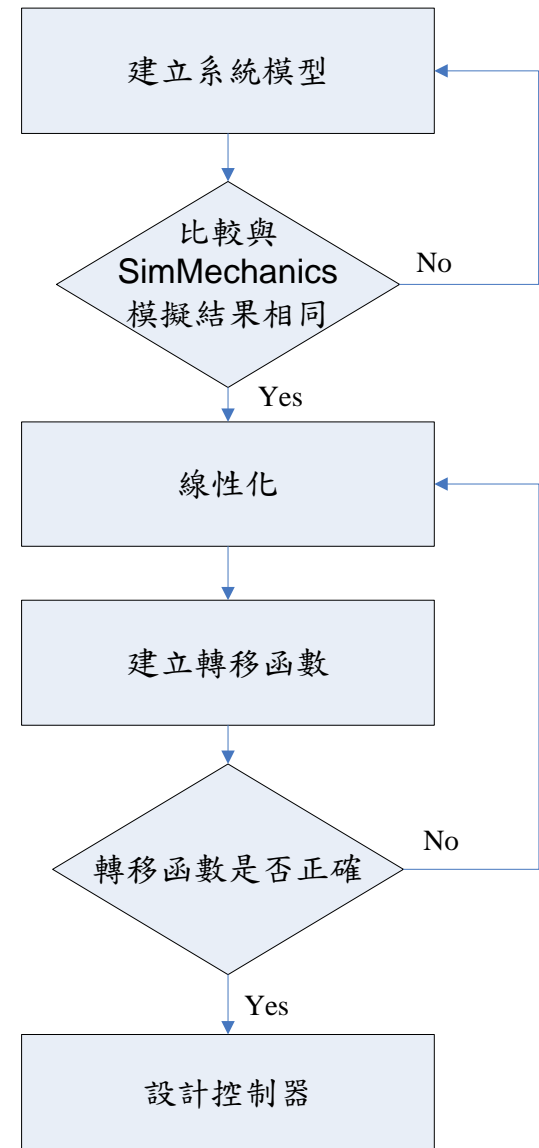 建立系統模型
比較與
SimMechanics
模擬結果相同
No
Yes
線性化
建立轉移函數
轉移函數是否正確
No
Yes
設計控制器